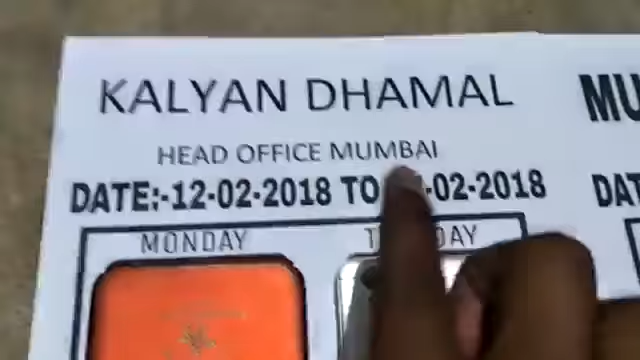 KALYAN DHAMAL
HEAD OFFICE MUMBAI
DATE:-12-02-2018 TO -02-2018
MONDAY